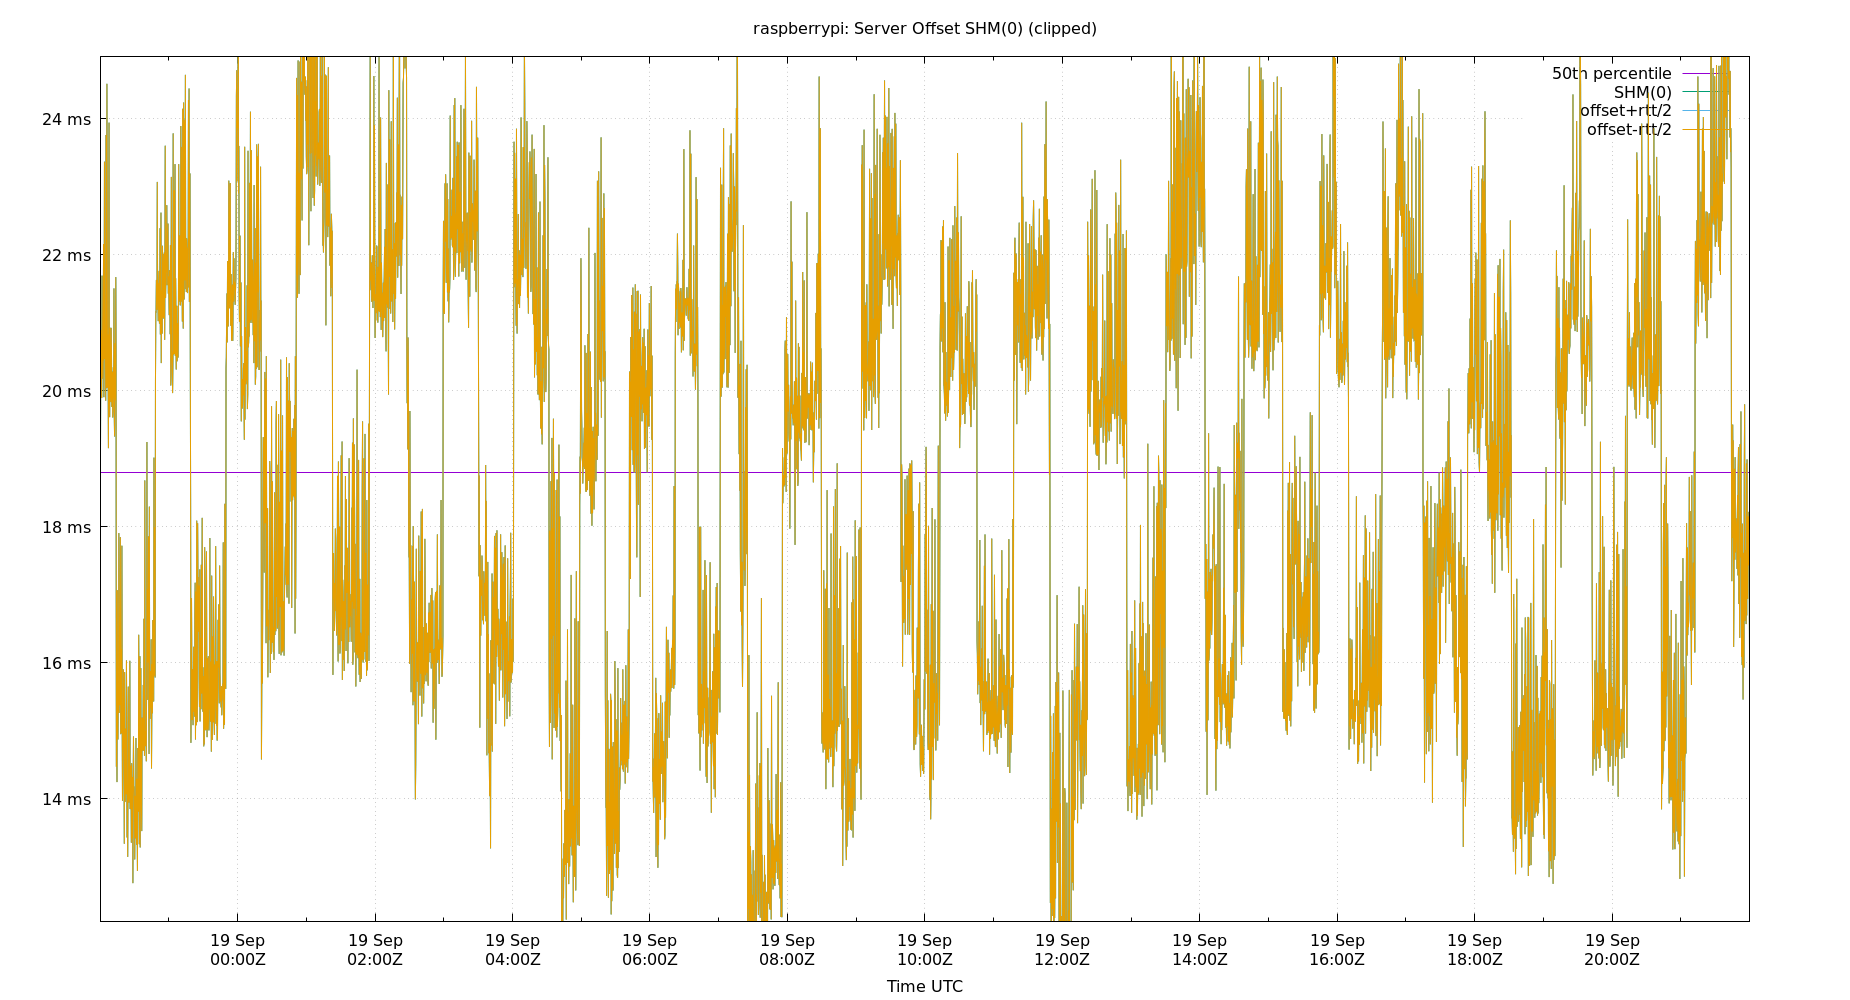 raspberrypi: Server Offset SHM(0) (clipped)
50th percentile
SHM(0)
offset+rtt/2
offset-rtt/2
24 ms
22 ms
20 ms
18 ms
16 ms
14 ms
19 Sep 19 Sep 19 Sep 19 Sep 19 Sep 19 Sep 19 Sep 19 Sep 19 Sep 19 Sep 19 Sep
00:00Z 02:00Z 04:00Z 06:00Z 08:00Z 10:00Z 12:00Z 14:00Z 16:00Z 18:00Z 20:00Z
Time UTC